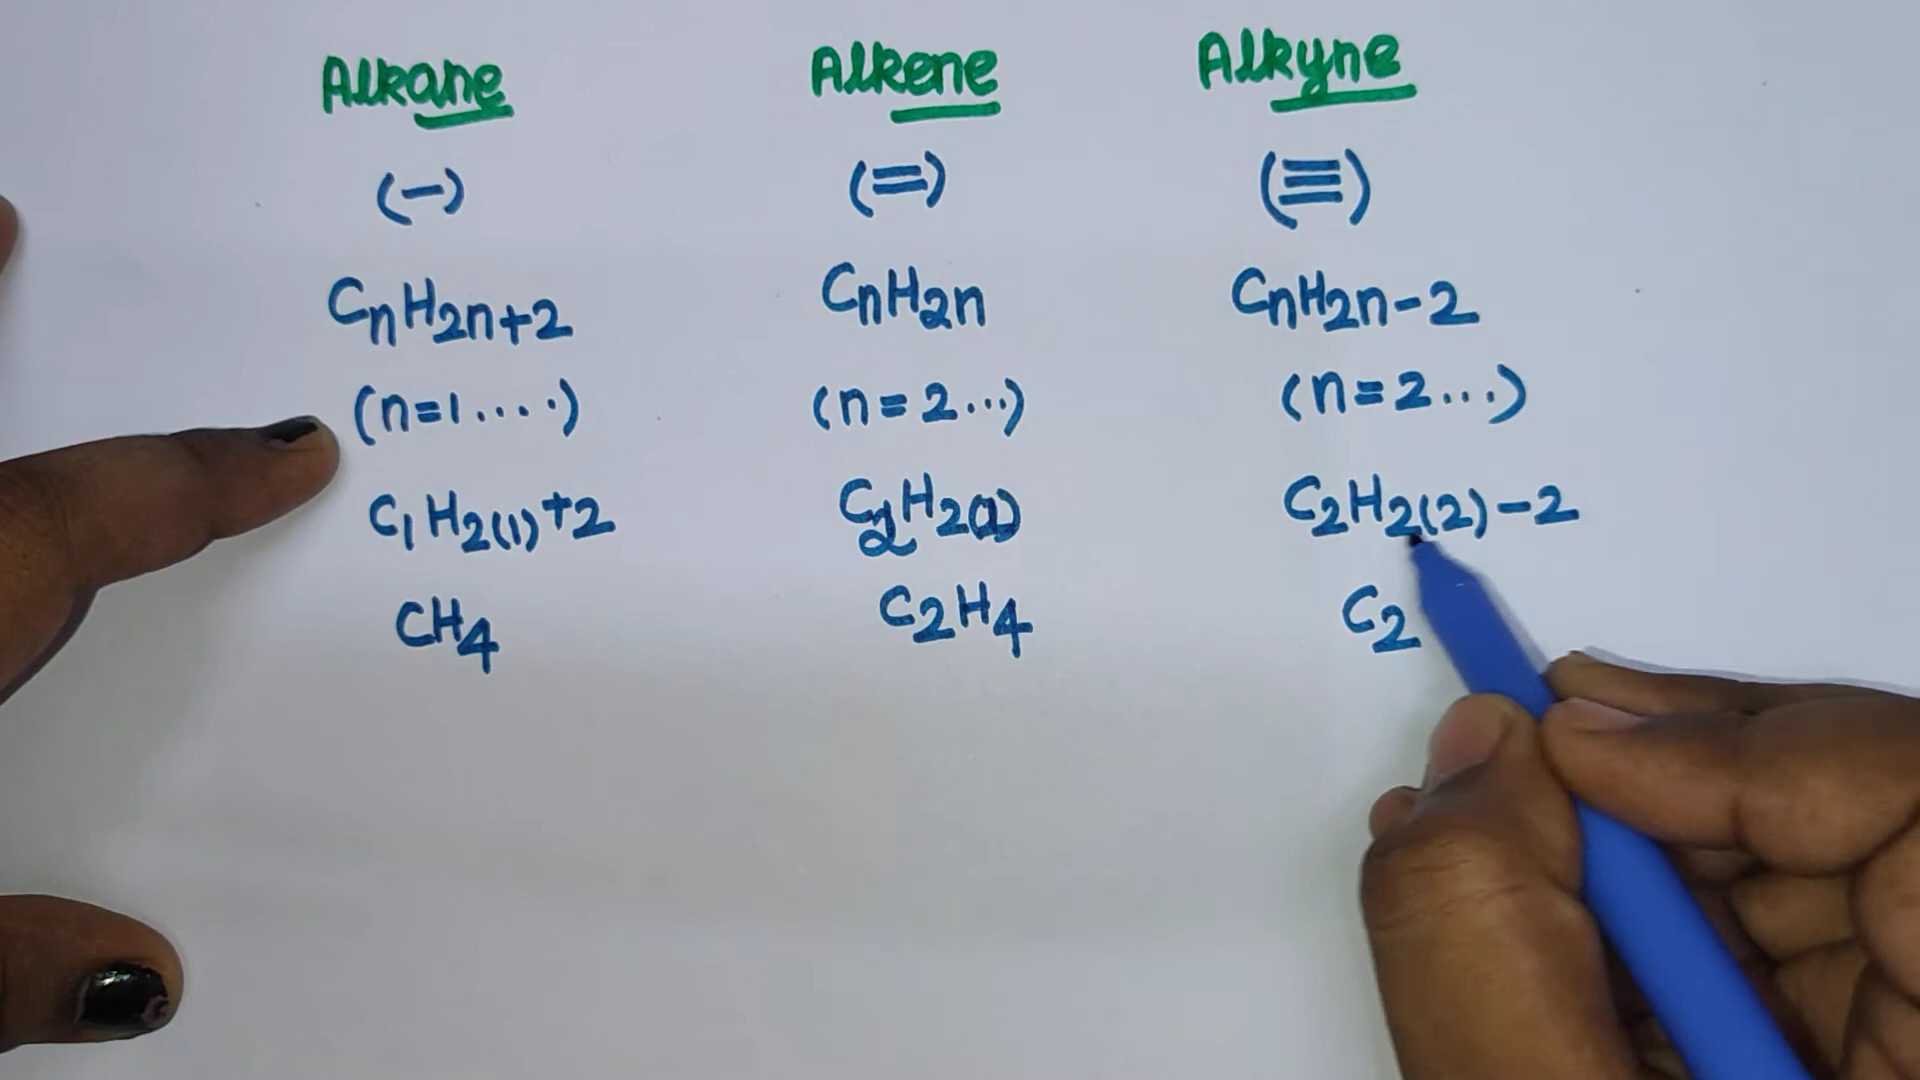 Alkane Alkene Alkyne
(-) (=) (≡)
CnH2n+2 CnH2n CnH2n-2
(n=1....) (n=2...) (n=2...)
C1H2(1)+2 C2H2(2) C2H2(2)-2
CH4 C2H4 C2